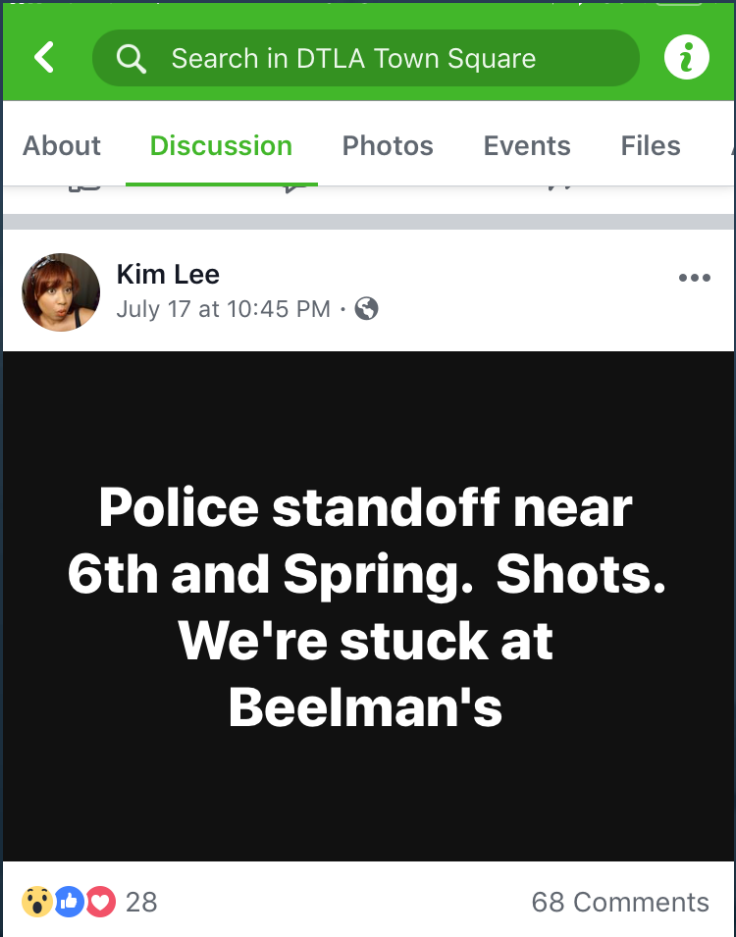 Search in DTLA Town Square
About Discussion Photos Events Files
Kim Lee
July 17 at 10:45 PM ·
Police standoff near
6th and Spring. Shots.
We're stuck at
Beelman's
28 68 Comments